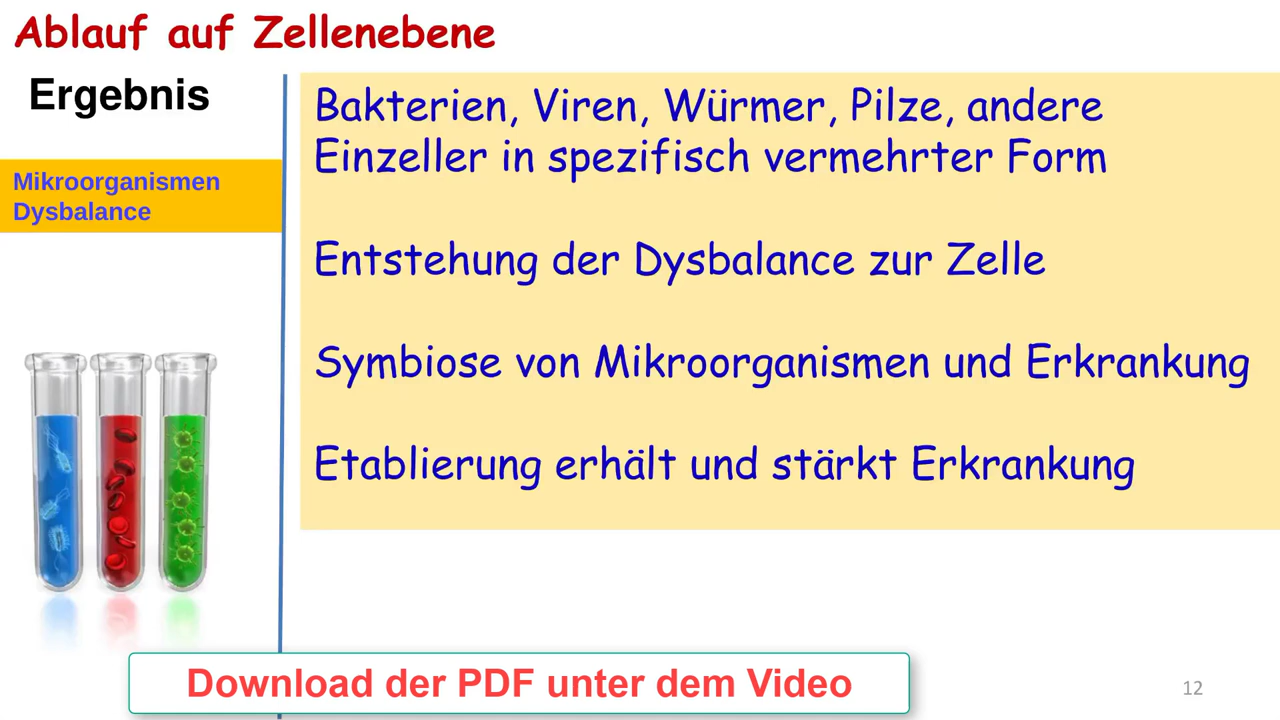 Ablauf auf Zellenebene
Ergebnis
Mikroorganismen
Dysbalance
Bakterien, Viren, Würmer, Pilze, andere
Einzeller in spezifisch vermehrter Form
Entstehung der Dysbalance zur Zelle
Symbiose von Mikroorganismen und Erkrankung
Etablierung erhält und stärkt Erkrankung
Download der PDF unter dem Video
12